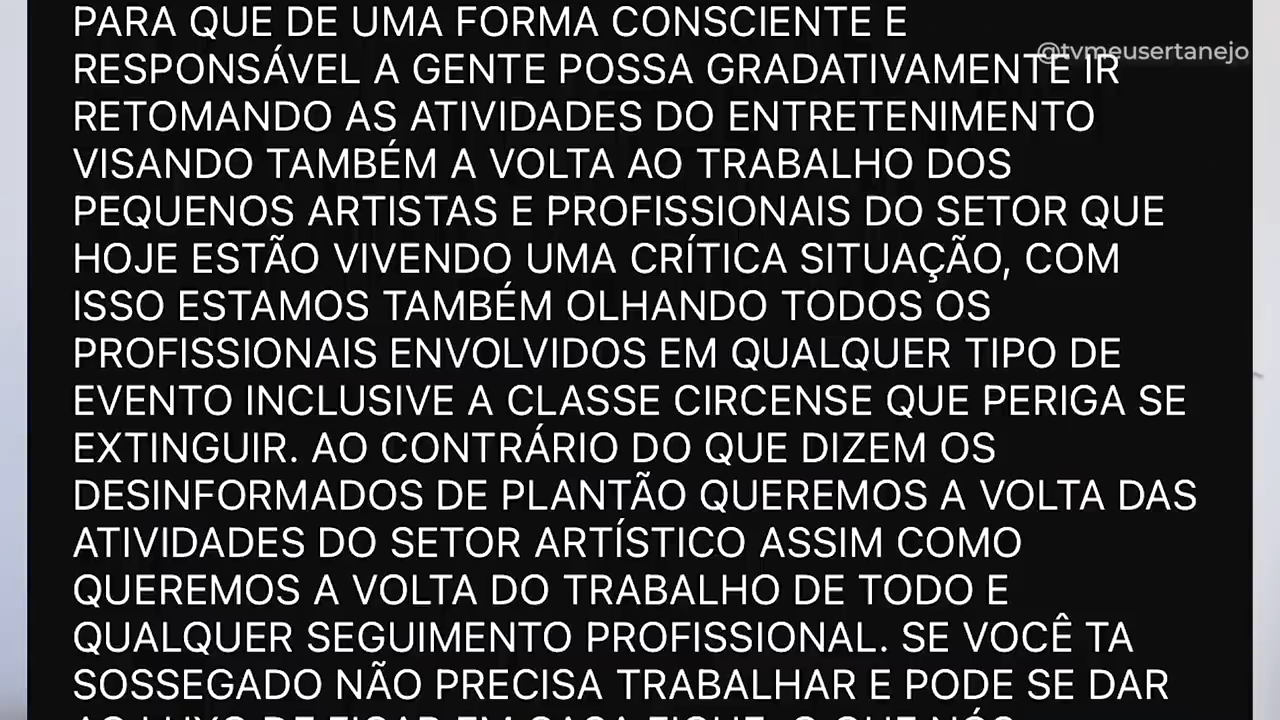 PARA QUE DE UMA FORMA CONSCIENTE E
@tvmeusertanejo
RESPONSÁVEL A GENTE POSSA GRADATIVAMENTE IR
RETOMANDO AS ATIVIDADES DO ENTRETENIMENTO
VISANDO TAMBÉM A VOLTA AO TRABALHO DOS
PEQUENOS ARTISTAS E PROFISSIONAIS DO SETOR QUE
HOJE ESTÃO VIVENDO UMA CRÍTICA SITUAÇÃO, COM
ISSO ESTAMOS TAMBÉM OLHANDO TODOS OS
PROFISSIONAIS ENVOLVIDOS EM QUALQUER TIPO DE
EVENTO INCLUSIVE A CLASSE CIRCENSE QUE PERIGA SE
EXTINGUIR. AO CONTRÁRIO DO QUE DIZEM OS
DESINFORMADOS DE PLANTÃO QUEREMOS A VOLTA DAS
ATIVIDADES DO SETOR ARTÍSTICO ASSIM COMO
QUEREMOS A VOLTA DO TRABALHO DE TODO E
QUALQUER SEGUIMENTO PROFISSIONAL. SE VOCÊ TA
SOSSEGADO NÃO PRECISA TRABALHAR E PODE SE DAR